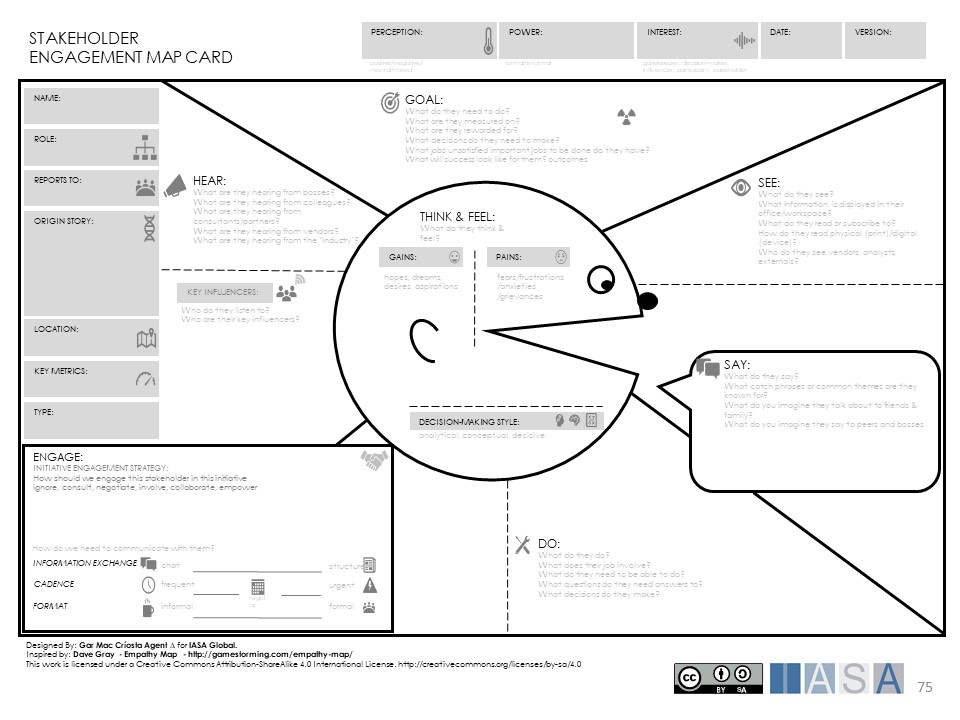 STAKEHOLDER
ENGAGEMENT MAP CARD
PERCEPTION:
POWER:
INTEREST:
DATE:
VERSION:
positive/negative/
neutral/mixed
formal/informal
gatekeeper, decision-maker,
influencer, participant, stakeholder
NAME:
ROLE:
REPORTS TO:
ORIGIN STORY:
LOCATION:
KEY METRICS:
TYPE:
GOAL:
What do they need to do?
What are they measured on?
What are they rewarded for?
What decisions do they need to make?
What jobs unsatisfied important jobs to be done do they have?
What will success look like for them? outcomes
HEAR:
What are they hearing from bosses?
What are they hearing from colleagues?
What are they hearing from
consultants/partners?
What are they hearing from vendors?
What are they hearing from the 'industry'?
KEY INFLUENCERS:
Who do they listen to?
Who are their key influencers?
THINK & FEEL:
What do they think &
feel?
GAINS:
hopes, dreams,
desires, aspirations
PAINS:
fears/frustrations
/anxieties
/grievances
DECISION-MAKING STYLE:
analytical, conceptual, decisive
SEE:
What do they see?
What information is displayed in their
office/workspace?
What do they read or subscribe to?
How do they read physical (print)/digital
(device)?
Who do they see vendors, analysts,
externals?
SAY:
What do they say?
What catch phrases or common themes are they
known for?
What do you imagine they talk about to friends &
family?
What do you imagine they say to peers and bosses
DO:
What do they do?
What does their job involve?
What do they need to be able to do?
What questions do they need answers to?
What decisions do they make?
ENGAGE:
INITIATIVE ENGAGEMENT STRATEGY:
How should we engage this stakeholder in this initiative
ignore, consult, negotiate, involve, collaborate, empower
How do we need to communicate with them?
INFORMATION EXCHANGE chat structure
CADENCE frequent urgent
FORMAT informal formal
Designed By: Gar Mac Críosta Agent Δ for IASA Global.
Inspired by: Dave Gray - Empathy Map - http://gamestorming.com/empathy-map/
This work is licensed under a Creative Commons Attribution-ShareAlike 4.0 International License. http://creativecommons.org/licenses/by-sa/4.0
cc BY SA
IASA
75